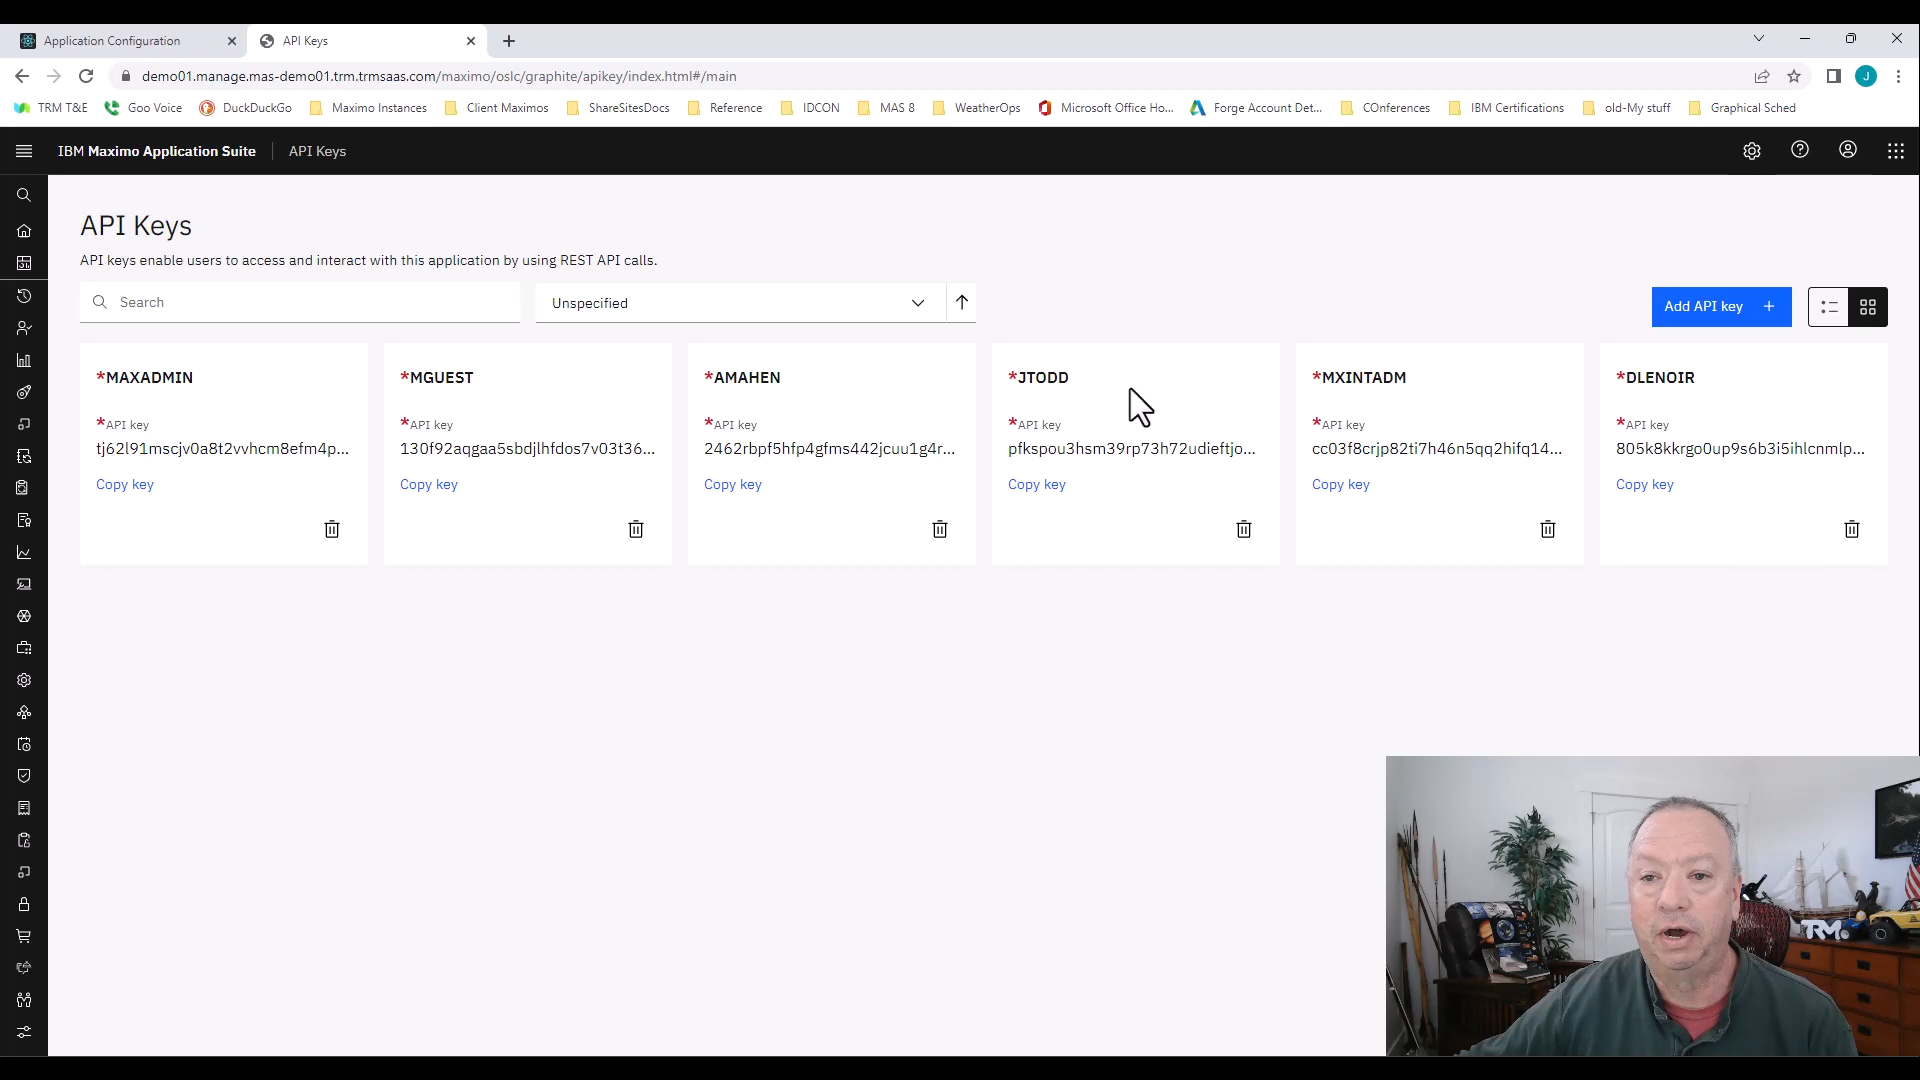 Application Configuration
API Keys
demo01.manage.mas-demo01.trm.trmsaas.com/maximo/oslc/graphite/apikey/index.html#/main
J
TRM T&E
Goo Voice
DuckDuckGo
Maximo Instances
Client Maximos
ShareSitesDocs
Reference
IDCON
MAS 8
WeatherOps
Microsoft Office Ho...
Forge Account Det...
COnferences
IBM Certifications
old-My stuff
Graphical Sched
IBM Maximo Application Suite
API Keys
API Keys
API keys enable users to access and interact with this application by using REST API calls.
Search
Unspecified
Add API key +
*MAXADMIN
*API key
tj62l91mscjv0a8t2vvhcm8efm4p...
Copy key
*MGUEST
*API key
130f92aqgaa5sbdjlhfdos7v03t36...
Copy key
*AMAHEN
*API key
2462rbpf5hfp4gfms442jcuu1g4r...
Copy key
*JTODD
*API key
pfkspou3hsm39rp73h72udieftjo...
Copy key
*MXINTADM
*API key
cc03f8crjp82ti7h46n5qq2hifq14...
Copy key
*DLENOIR
*API key
805k8kkrgo0up9s6b3i5ihlcnmlp...
Copy key
TRM